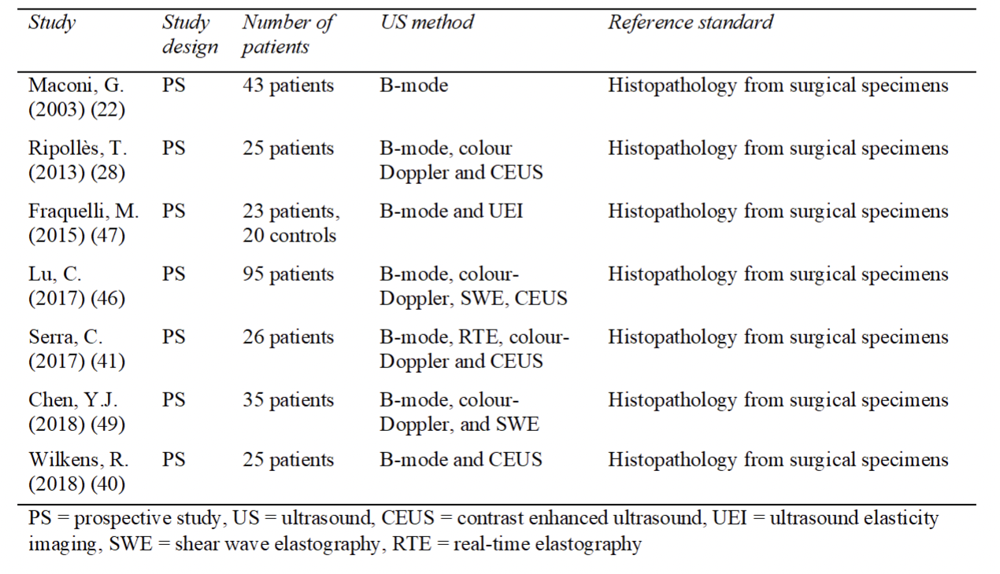 Study Study design Number of patients US method Reference standard
Maconi, G. (2003) (22) PS 43 patients B-mode Histopathology from surgical specimens
Ripollès, T. (2013) (28) PS 25 patients B-mode, colour Doppler and CEUS Histopathology from surgical specimens
Fraquelli, M. (2015) (47) PS 23 patients, 20 controls B-mode and UEI Histopathology from surgical specimens
Lu, C. (2017) (46) PS 95 patients B-mode, colour-Doppler, SWE, CEUS Histopathology from surgical specimens
Serra, C. (2017) (41) PS 26 patients B-mode, RTE, colour-Doppler and CEUS Histopathology from surgical specimens
Chen, Y.J. (2018) (49) PS 35 patients B-mode, colour-Doppler, and SWE Histopathology from surgical specimens
Wilkens, R. (2018) (40) PS 25 patients B-mode and CEUS Histopathology from surgical specimens
PS = prospective study, US = ultrasound, CEUS = contrast enhanced ultrasound, UEI = ultrasound elasticity
imaging, SWE = shear wave elastography, RTE = real-time elastography